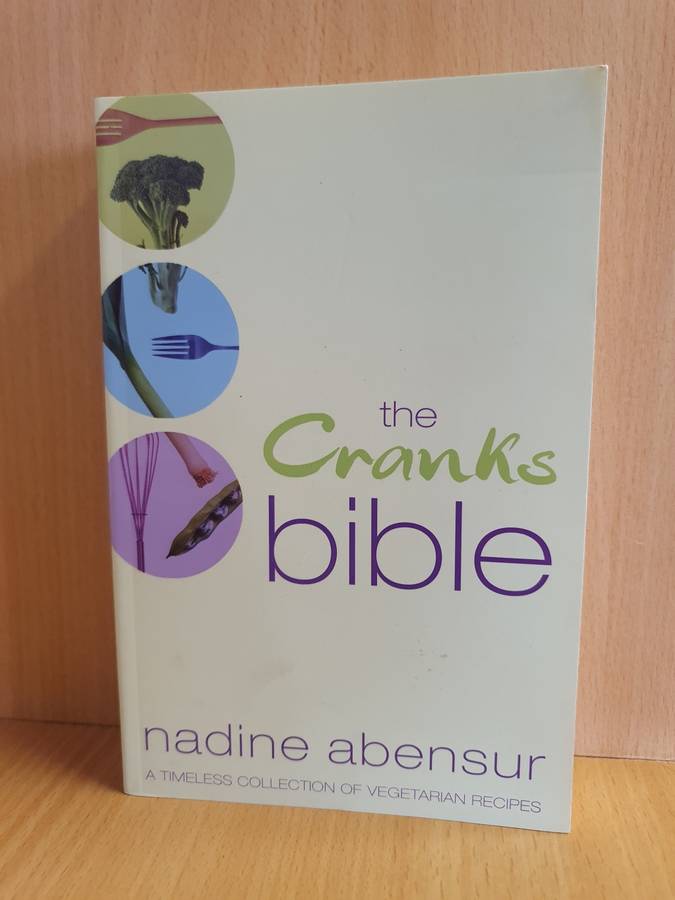 the
Cranks
bible
nadine abensur
A TIMELESS COLLECTION OF VEGETARIAN RECIPES